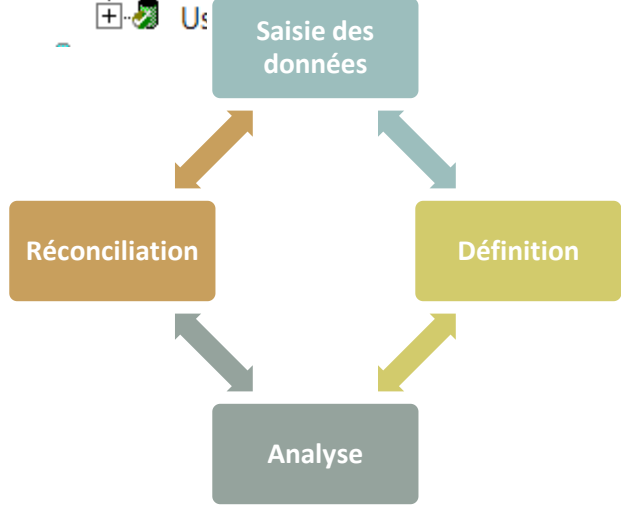 Saisie des
données
Réconciliation
Définition
Analyse